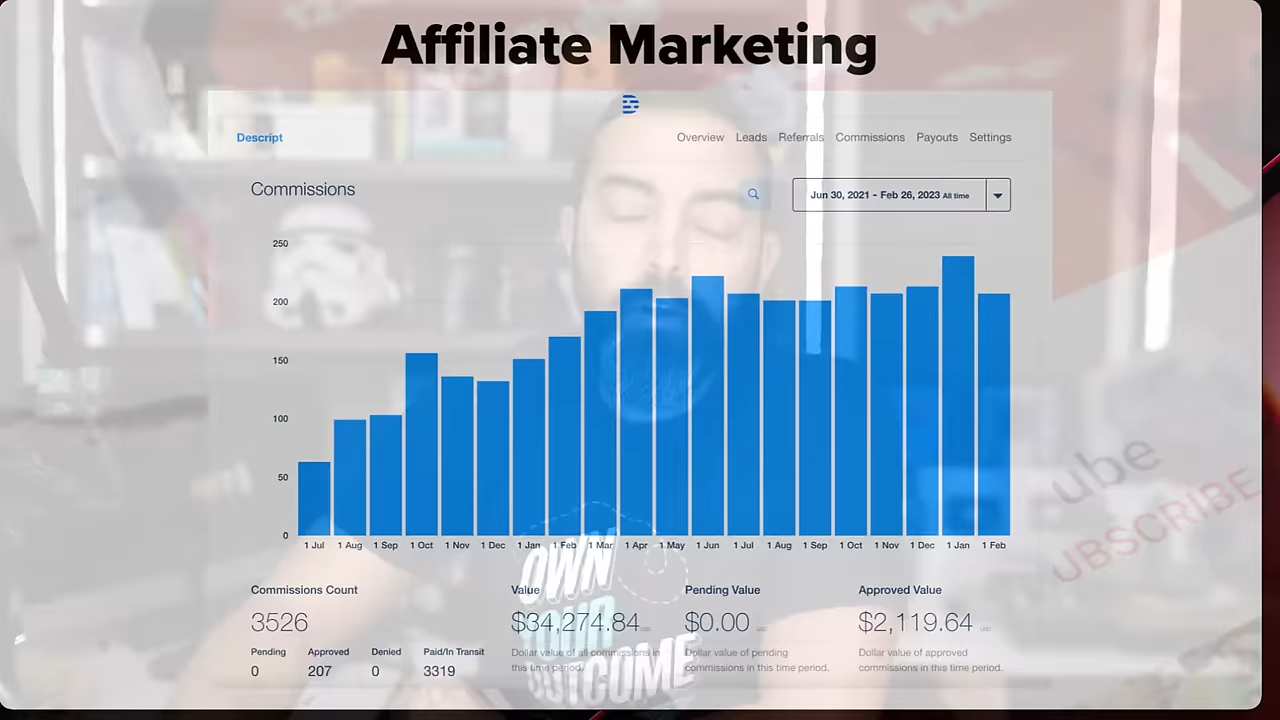 Affiliate Marketing
Descript
Overview Leads Referrals Commissions Payouts Settings
Commissions
Jun 30, 2021 - Feb 26, 2023 All time
250
200
150
100
50
0
1 Jul 1 Aug 1 Sep 1 Oct 1 Nov 1 Dec 1 Jan 1 Feb 1 Mar 1 Apr 1 May 1 Jun 1 Jul 1 Aug 1 Sep 1 Oct 1 Nov 1 Dec 1 Jan 1 Feb
Commissions Count Value Pending Value Approved Value
3526 $34,274.84 $0.00 $2,119.64
Pending Approved Denied Paid/In Transit
0 207 0 3319
Dollar value of all commissions in
this time period.
Dollar value of pending
commissions in this time period.
Dollar value of approved
commissions in this time period.
OWN
YOUR
OUTCOME
ube
UBSCRIBE